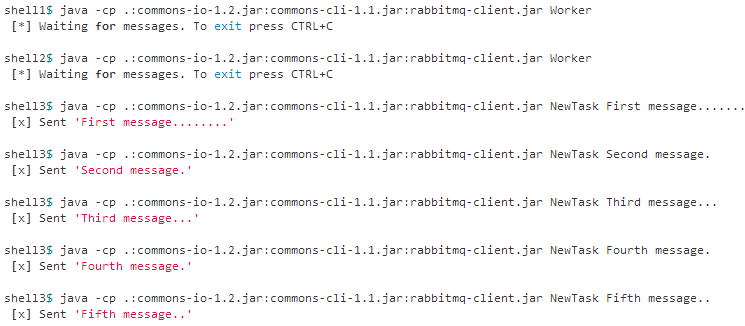 shell1$ java -cp .:commons-io-1.2.jar:commons-cli-1.1.jar:rabbitmq-client.jar Worker
[*] Waiting for messages. To exit press CTRL+C
shell2$ java -cp .:commons-io-1.2.jar:commons-cli-1.1.jar:rabbitmq-client.jar Worker
[*] Waiting for messages. To exit press CTRL+C
shell3$ java -cp .:commons-io-1.2.jar:commons-cli-1.1.jar:rabbitmq-client.jar NewTask First message.......
[x] Sent 'First message........'
shell3$ java -cp .:commons-io-1.2.jar:commons-cli-1.1.jar:rabbitmq-client.jar NewTask Second message.
[x] Sent 'Second message.'
shell3$ java -cp .:commons-io-1.2.jar:commons-cli-1.1.jar:rabbitmq-client.jar NewTask Third message...
[x] Sent 'Third message...'
shell3$ java -cp .:commons-io-1.2.jar:commons-cli-1.1.jar:rabbitmq-client.jar NewTask Fourth message.
[x] Sent 'Fourth message.'
shell3$ java -cp .:commons-io-1.2.jar:commons-cli-1.1.jar:rabbitmq-client.jar NewTask Fifth message..
[x] Sent 'Fifth message..'